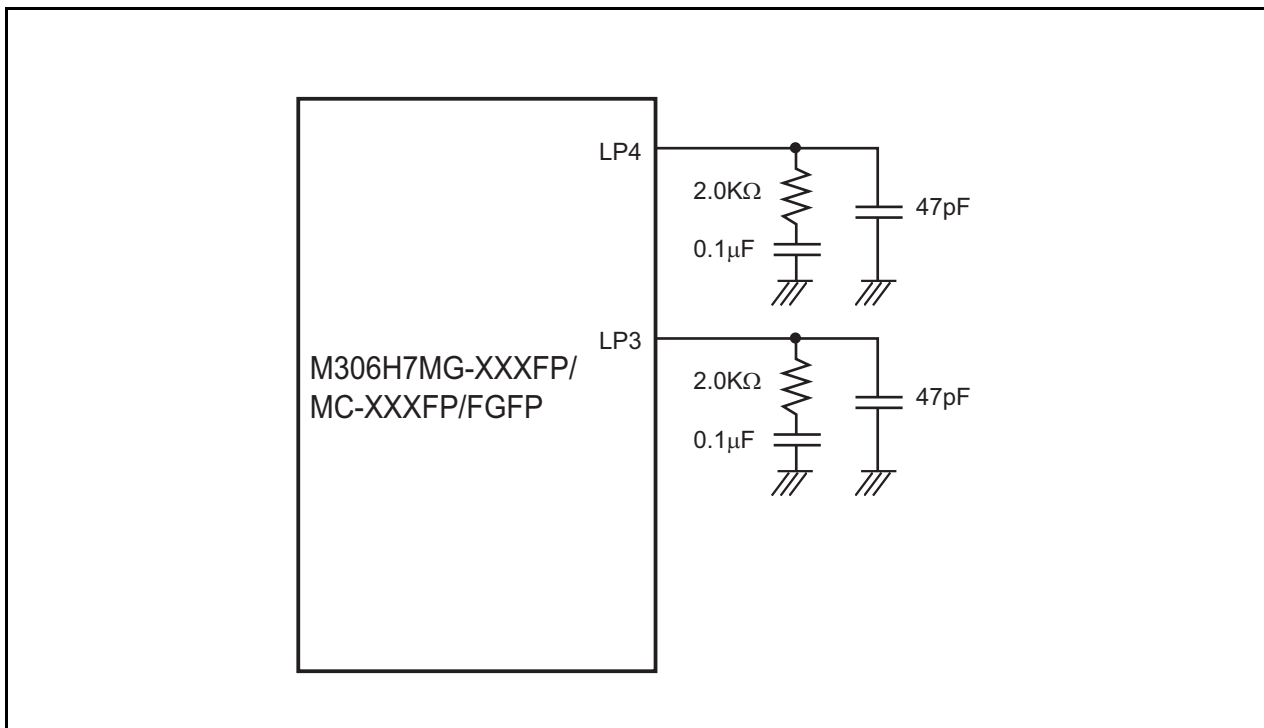 LP4
2.0KΩ
47pF
0.1μF
LP3
M306H7MG-XXXFP/
MC-XXXFP/FGFP
2.0KΩ
47pF
0.1μF